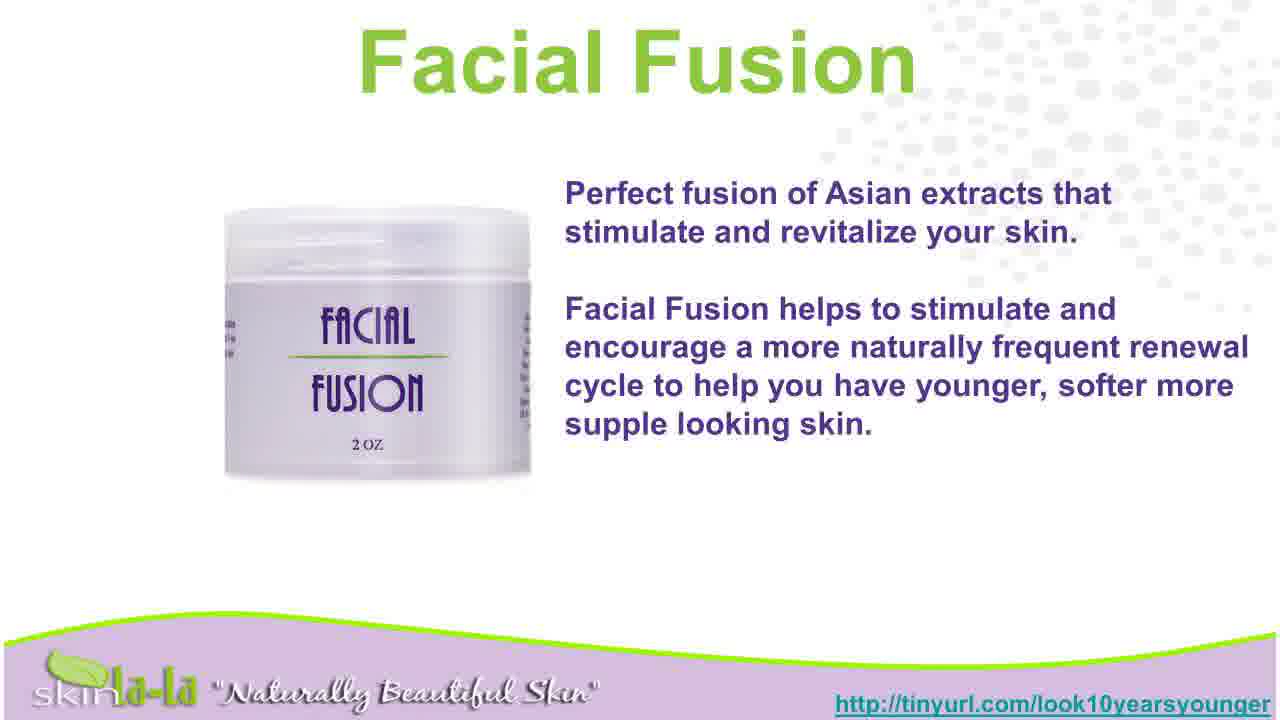 Facial Fusion
Perfect fusion of Asian extracts that
stimulate and revitalize your skin.
Facial Fusion helps to stimulate and
encourage a more naturally frequent renewal
cycle to help you have younger, softer more
supple looking skin.
FACIAL
FUSION
2 OZ
skin la-la "Naturally Beautiful Skin"
http://tinyurl.com/look10yearsyounger